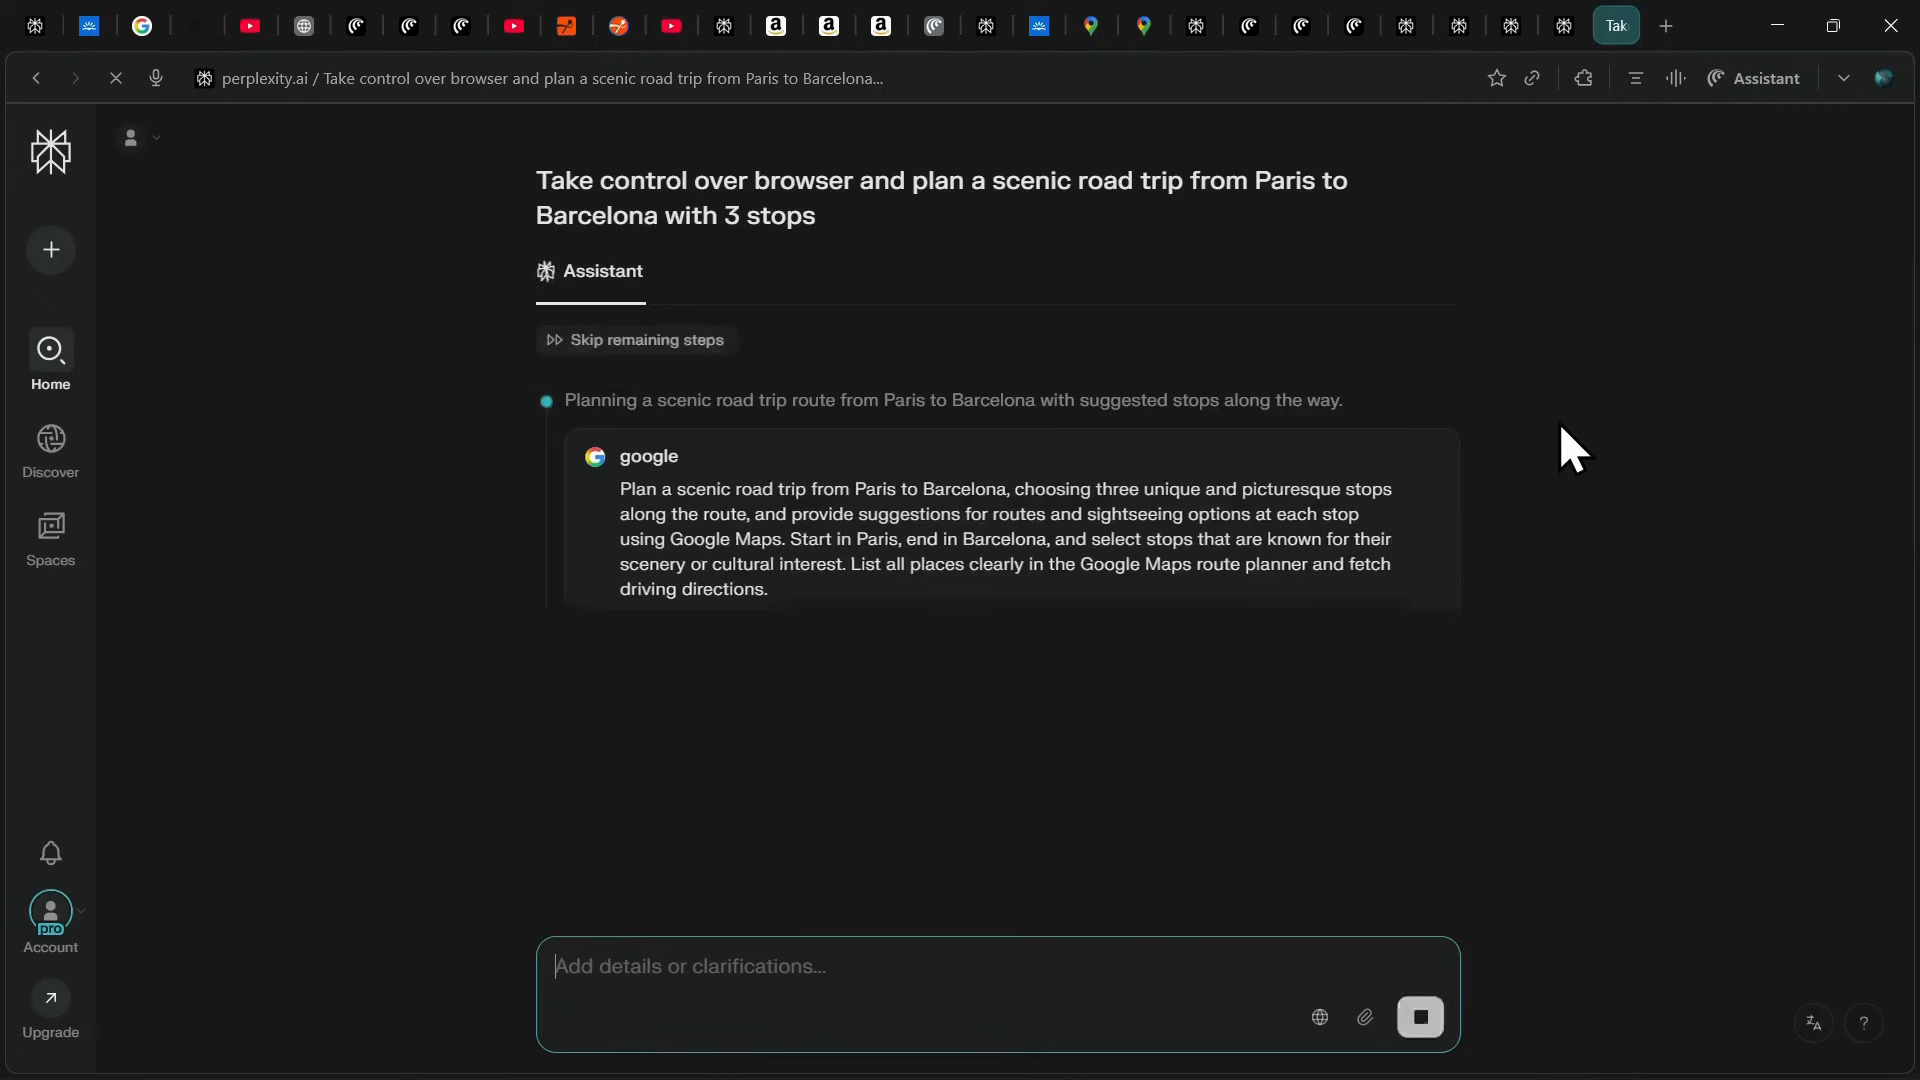 Tak
perplexity.ai / Take control over browser and plan a scenic road trip from Paris to Barcelona...
Assistant
Take control over browser and plan a scenic road trip from Paris to
Barcelona with 3 stops
Assistant
Skip remaining steps
Home
Planning a scenic road trip route from Paris to Barcelona with suggested stops along the way.
google
Discover
Plan a scenic road trip from Paris to Barcelona, choosing three unique and picturesque stops
along the route, and provide suggestions for routes and sightseeing options at each stop
using Google Maps. Start in Paris, end in Barcelona, and select stops that are known for their
scenery or cultural interest. List all places clearly in the Google Maps route planner and fetch
driving directions.
Spaces
pro
Account
Add details or clarifications...
Upgrade
?